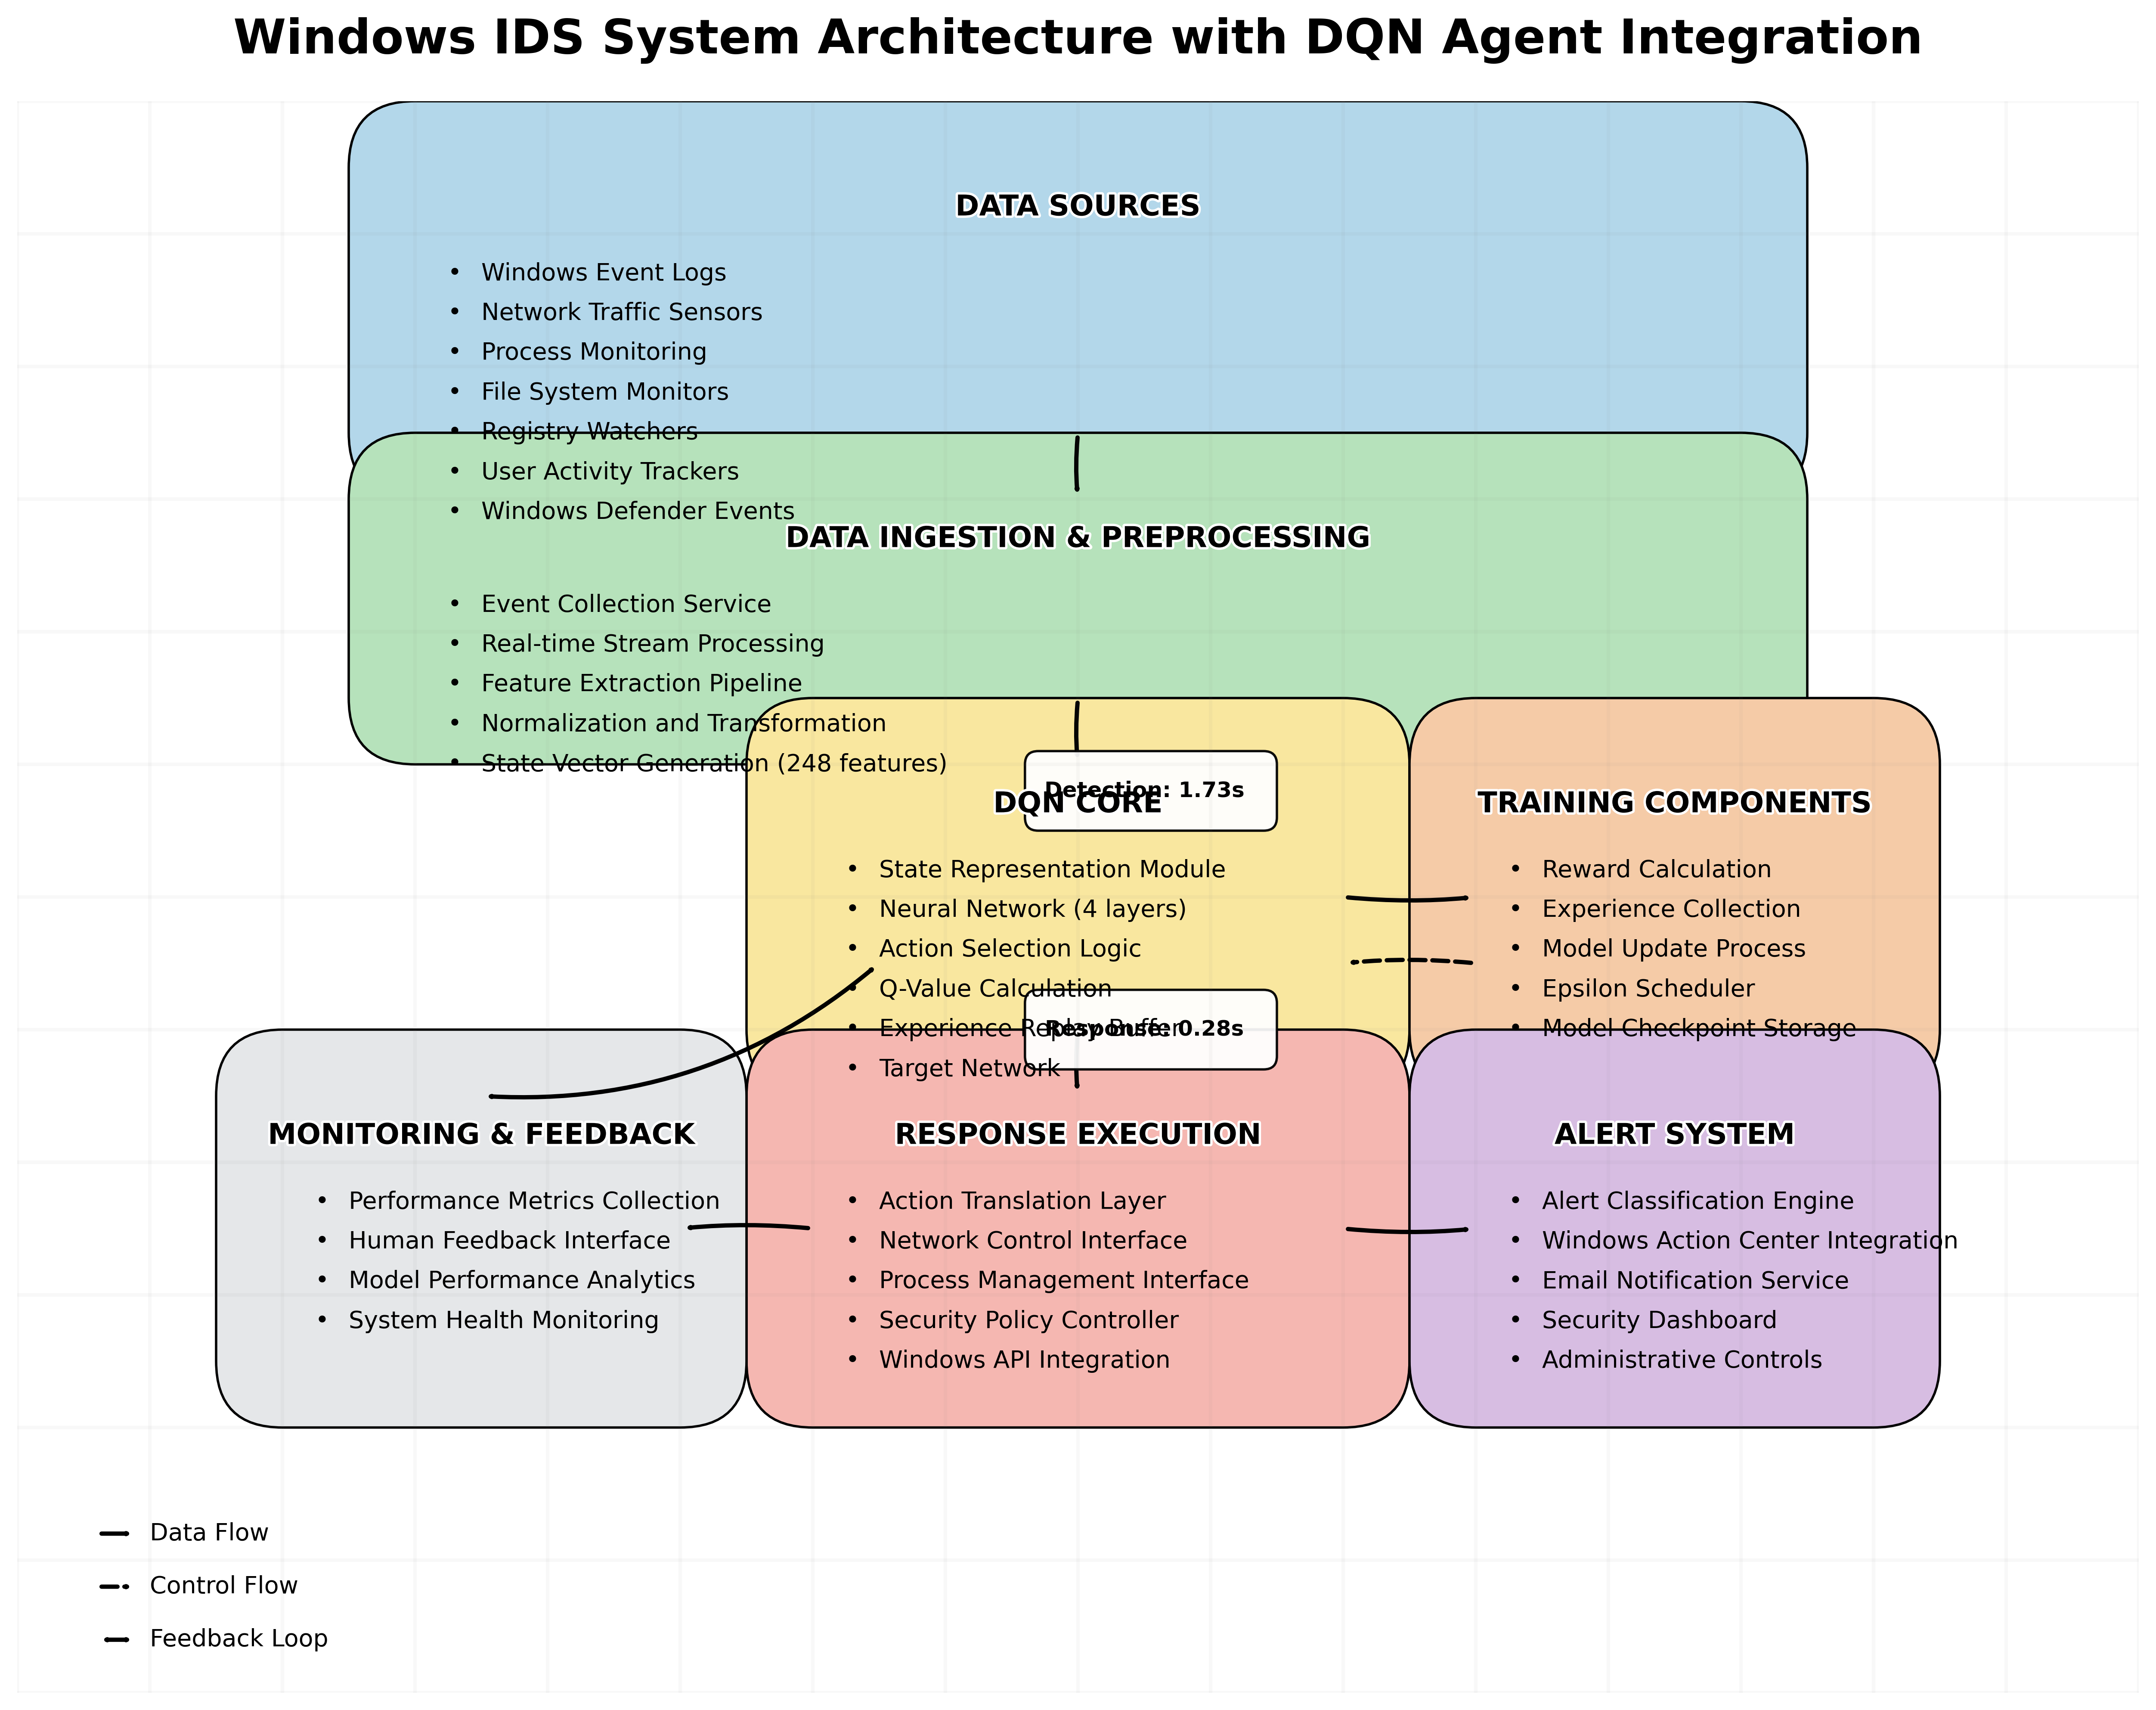 Windows IDS System Architecture with DQN Agent Integration
DATA SOURCES
• Windows Event Logs
• Network Traffic Sensors
• Process Monitoring
• File System Monitors
• Registry Watchers
• User Activity Trackers
• Windows Defender Events
DATA INGESTION & PREPROCESSING
• Event Collection Service
• Real-time Stream Processing
• Feature Extraction Pipeline
• Normalization and Transformation
• State Vector Generation (248 features)
Detection: 1.73s
DQN CORE
• State Representation Module
• Neural Network (4 layers)
• Action Selection Logic
• Q-Value Calculation
• Experience Replay Buffer
• Target Network
Response: 0.28s
TRAINING COMPONENTS
• Reward Calculation
• Experience Collection
• Model Update Process
• Epsilon Scheduler
• Model Checkpoint Storage
MONITORING & FEEDBACK
• Performance Metrics Collection
• Human Feedback Interface
• Model Performance Analytics
• System Health Monitoring
RESPONSE EXECUTION
• Action Translation Layer
• Network Control Interface
• Process Management Interface
• Security Policy Controller
• Windows API Integration
ALERT SYSTEM
• Alert Classification Engine
• Windows Action Center Integration
• Email Notification Service
• Security Dashboard
• Administrative Controls
Data Flow
Control Flow
Feedback Loop